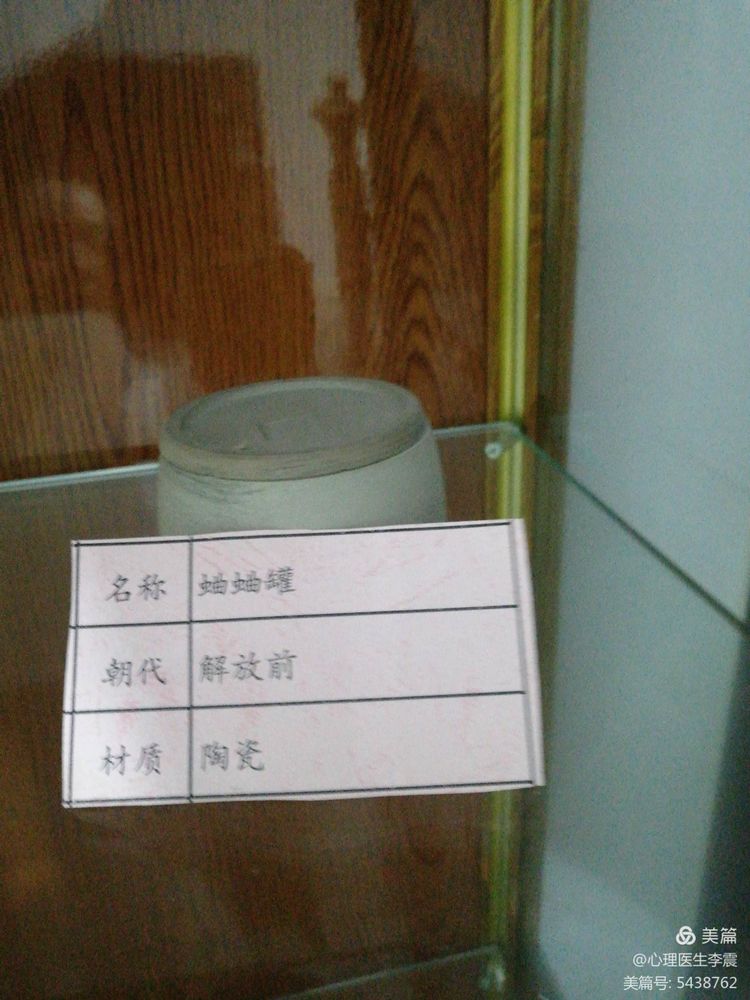 名称 蛐蛐罐
朝代 解放前
材质 陶瓷
美篇
@心理医生李震
美篇号: 5438762